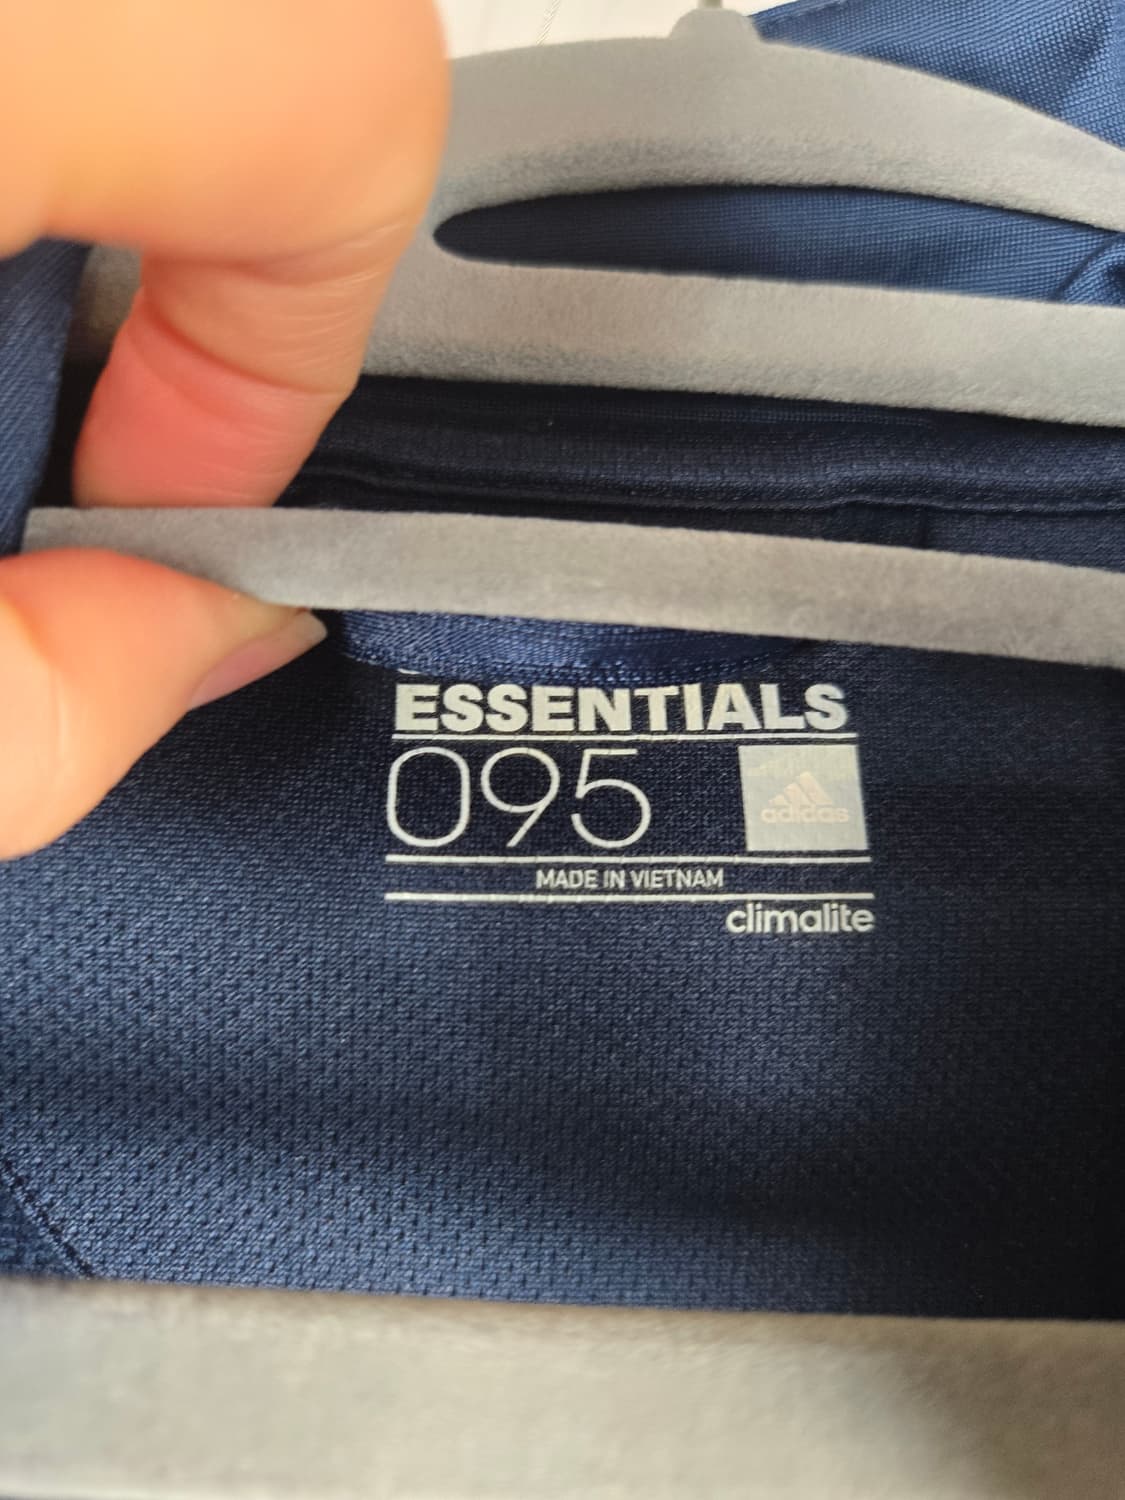 ESSENTIALS
095
adidas
MADE IN VIETNAM
climalite